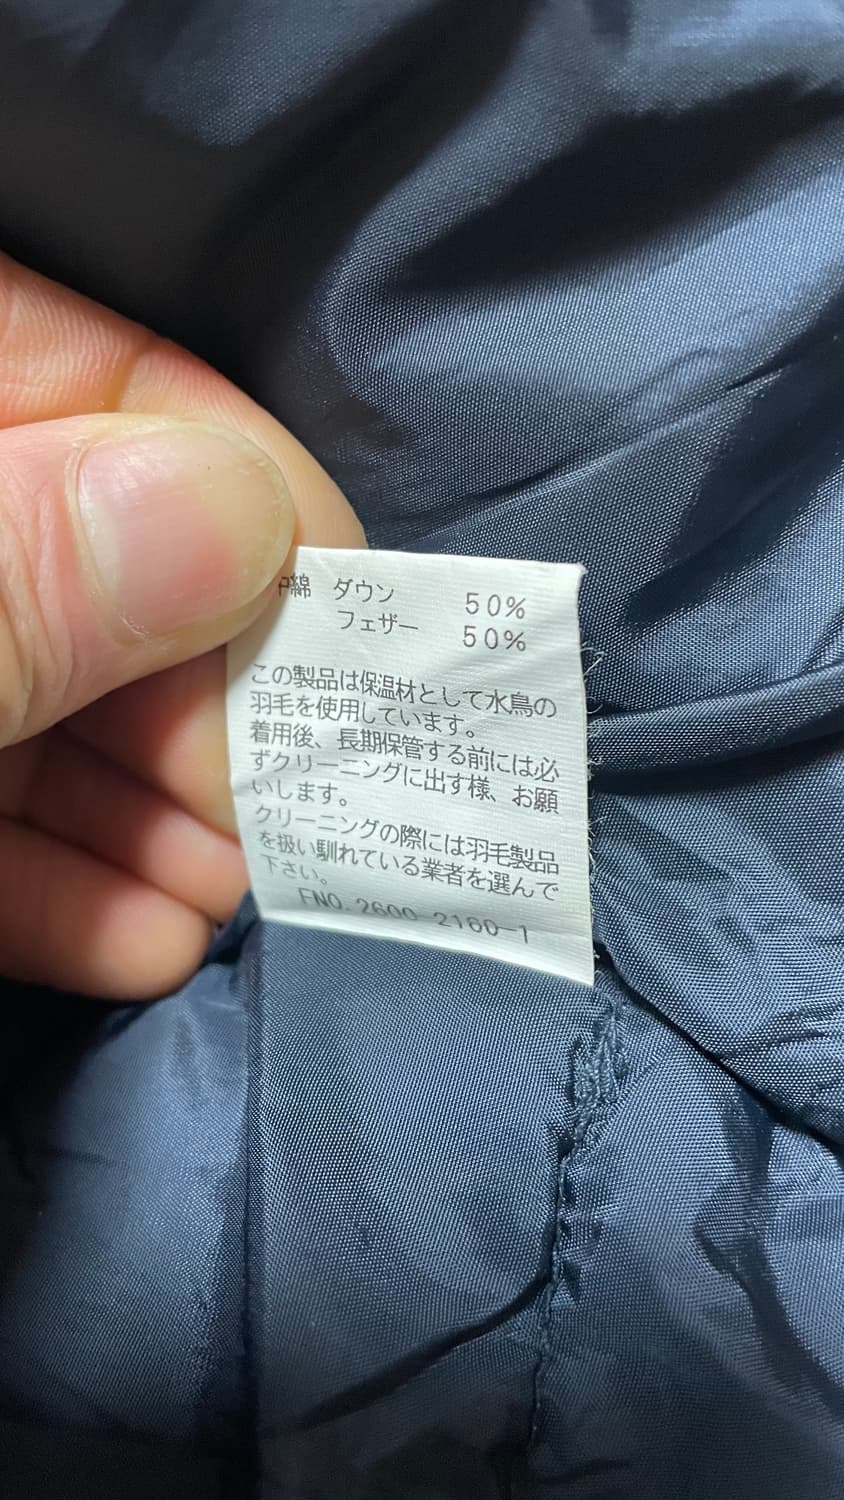 中綿 ダウン 50%
フェザー 50%
この製品は保温材として水鳥の
羽毛を使用しています。
着用後、長期保管する前には必
ずクリーニングに出す様、お願
いします。
クリーニングの際には羽毛製品
を扱い馴れている業者を選んで
下さい。
FNO.2600-2160-1